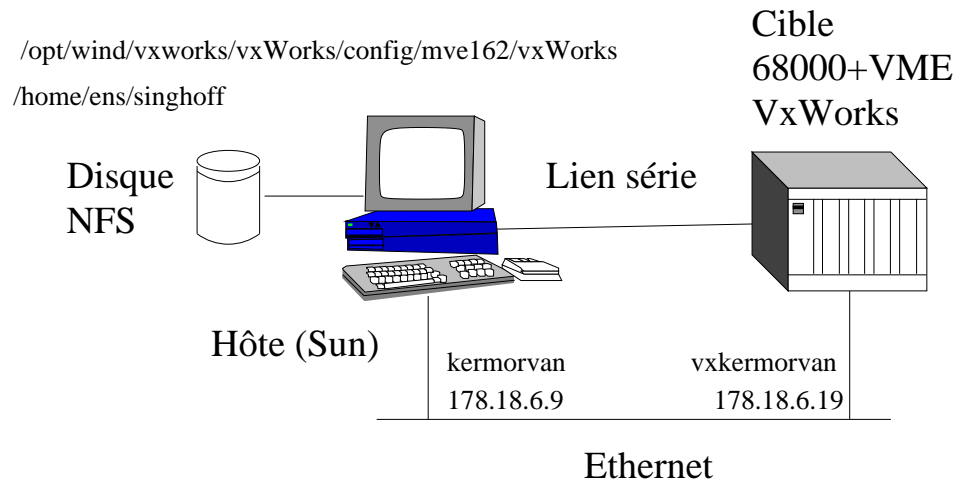 /opt/wind/vxworks/vxWorks/config/mve162/vxWorks
/home/ens/singhoff
Cible
68000+VME
VxWorks
Disque
NFS
Lien série
Hôte (Sun)
kermorvan
178.18.6.9
vxkermorvan
178.18.6.19
Ethernet